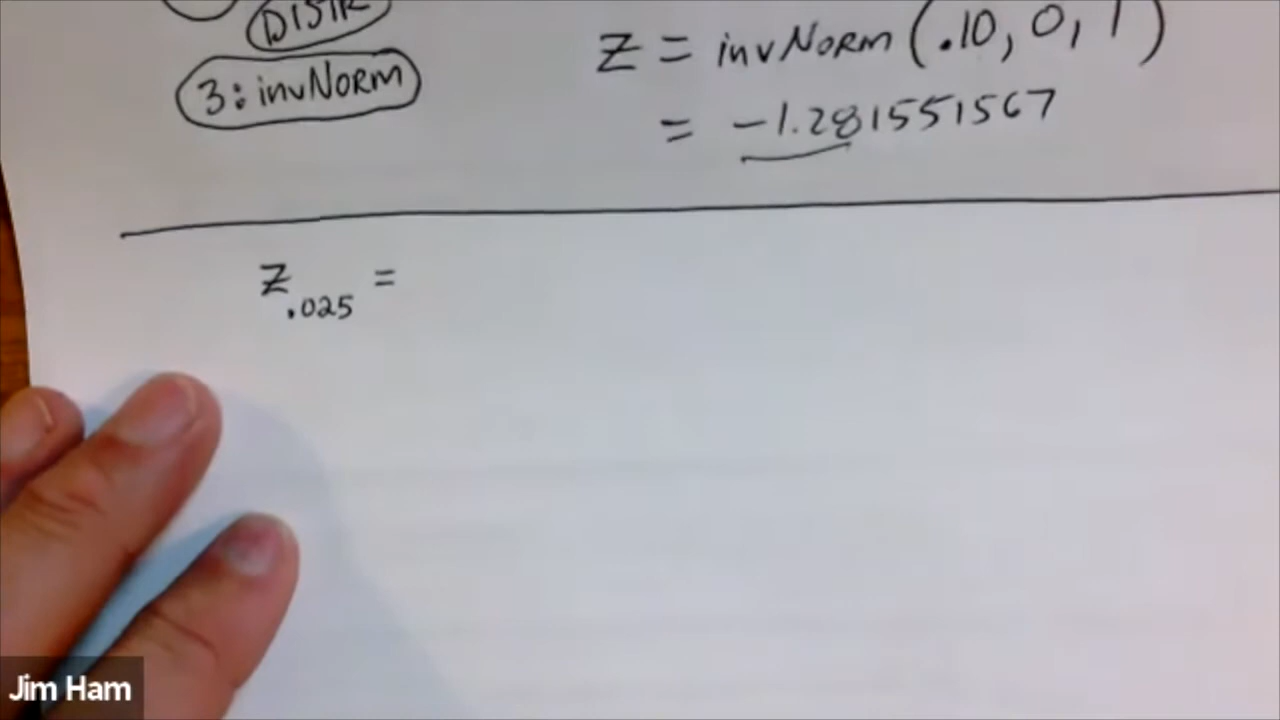 DISTR
3: invNORM
Z = invNORM (.10, 0, 1)
= -1.281551567
Z.025 =
Jim Ham